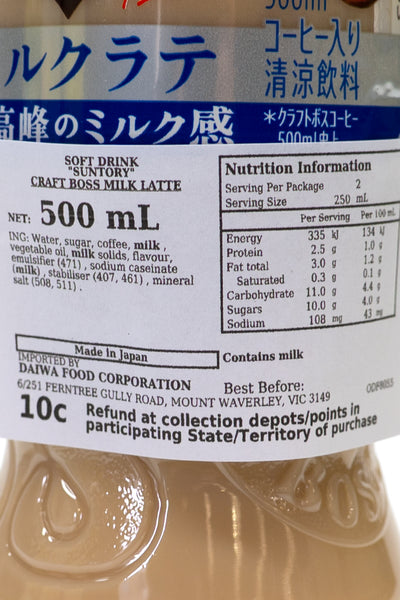 500ml
コーヒー入り
清涼飲料
ルクラテ
*クラフトボスコーヒー
高峰のミルク感
500ml史上
SOFT DRINK
"SUNTORY"
CRAFT BOSS MILK LATTE
NET: 500 mL
ING: Water, sugar, coffee, milk ,
vegetable oil, milk solids, flavour,
emulsifier (471) , sodium caseinate
(milk) , stabiliser (407, 461) , mineral
salt (508, 511) .
Nutrition Information
Serving Per Package 2
Serving Size 250 mL
Per Serving Per 100 mL
Energy 335 kJ 134 kJ
Protein 2.5 g 1.0 g
Fat total 3.0 g 1.2 g
Saturated 0.3 g 0.1 g
Carbohydrate 11.0 g 4.4 g
Sugars 10.0 g 4.0 g
Sodium 108 mg 43 mg
Made in Japan
Contains milk
IMPORTED BY
DAIWA FOOD CORPORATION
Best Before:
ODF8055
6/251 FERNTREE GULLY ROAD, MOUNT WAVERLEY, VIC 3149
10c Refund at collection depots/points in
participating State/Territory of purchase
BOSS